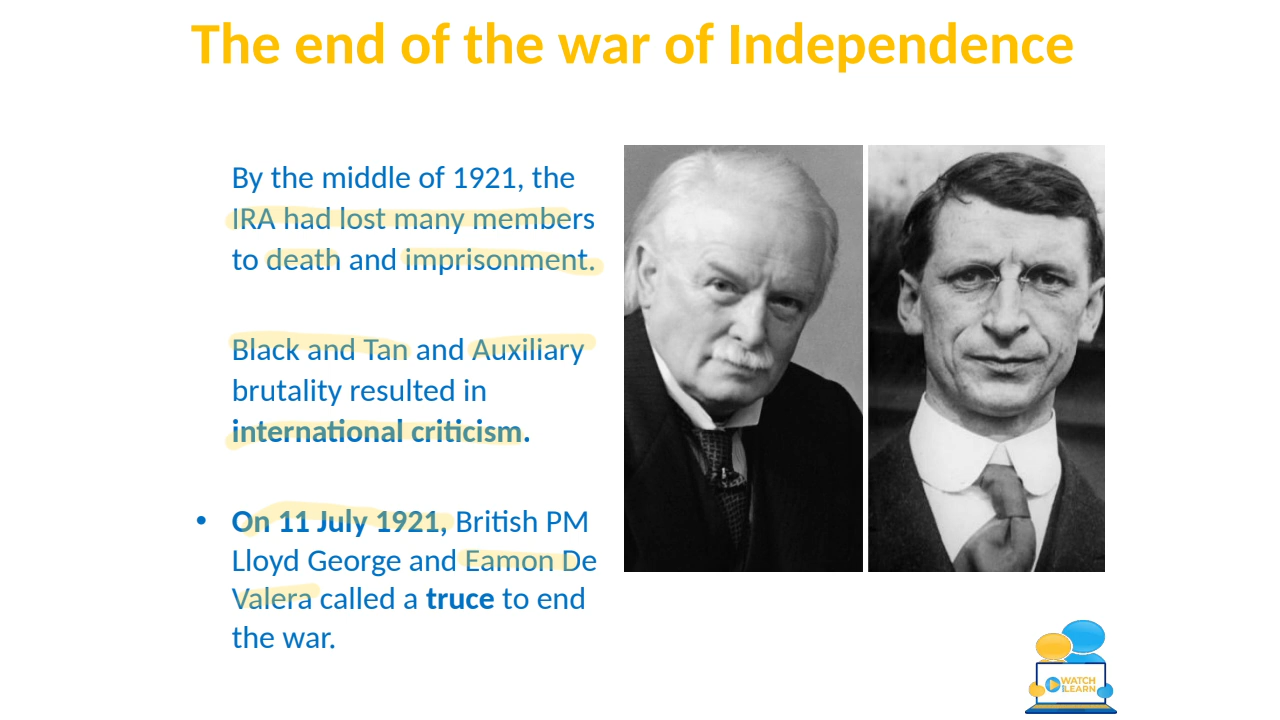 The end of the war of Independence
By the middle of 1921, the
IRA had lost many members
to death and imprisonment.
Black and Tan and Auxiliary
brutality resulted in
international criticism.
• On 11 July 1921, British PM
Lloyd George and Eamon De
Valera called a truce to end
the war.
WATCH
LEARN